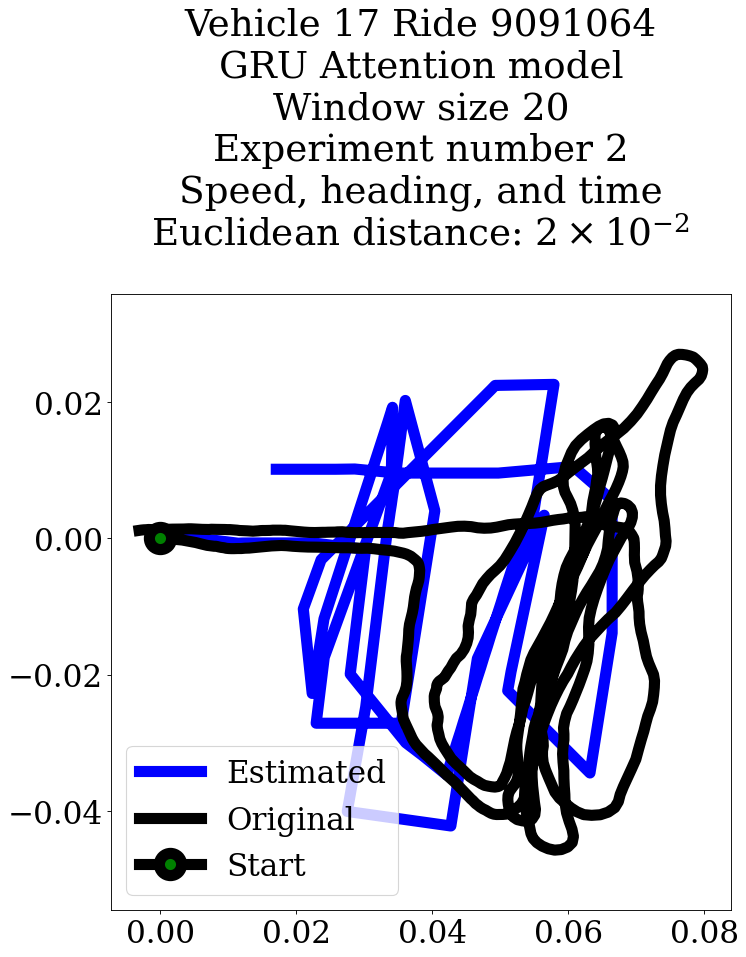 Vehicle 17 Ride 9091064
GRU Attention model
Window size 20
Experiment number 2
Speed, heading, and time
Euclidean distance: 2 × 10⁻²
0.02
0.00
−0.02
−0.04
Estimated
Original
Start
0.00 0.02 0.04 0.06 0.08